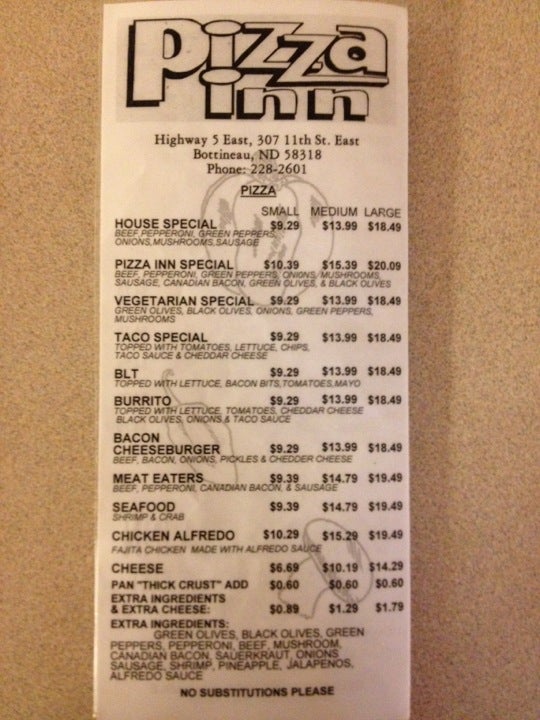 Pizza
inn
Highway 5 East, 307 11th St. East
Bottineau, ND 58318
Phone: 228-2601
PIZZA
SMALL MEDIUM LARGE
HOUSE SPECIAL $9.29 $13.99 $18.49
BEEF, PEPPERONI, GREEN PEPPERS,
ONIONS, MUSHROOMS, SAUSAGE
PIZZA INN SPECIAL $10.39 $15.39 $20.09
BEEF, PEPPERONI, GREEN PEPPERS, ONIONS, MUSHROOMS,
SAUSAGE, CANADIAN BACON, GREEN OLIVES, & BLACK OLIVES
VEGETARIAN SPECIAL $9.29 $13.99 $18.49
GREEN OLIVES, BLACK OLIVES, ONIONS, GREEN PEPPERS,
MUSHROOMS
TACO SPECIAL $9.29 $13.99 $18.49
TOPPED WITH TOMATOES, LETTUCE, CHIPS,
TACO SAUCE & CHEDDAR CHEESE
BLT $9.29 $13.99 $18.49
TOPPED WITH LETTUCE, BACON BITS, TOMATOES, MAYO
BURRITO $9.29 $13.99 $18.49
TOPPED WITH LETTUCE, TOMATOES, CHEDDAR CHEESE
BLACK OLIVES, ONIONS & TACO SAUCE
BACON
CHEESEBURGER $9.29 $13.99 $18.49
BEEF, BACON, ONIONS, PICKLES & CHEDDER CHEESE
MEAT EATERS $9.39 $14.79 $19.49
BEEF, PEPPERONI, CANADIAN BACON, & SAUSAGE
SEAFOOD $9.39 $14.79 $19.49
SHRIMP & CRAB
CHICKEN ALFREDO $10.29 $15.29 $19.49
FAJITA CHICKEN MADE WITH ALFREDO SAUCE
CHEESE $6.69 $10.19 $14.29
PAN "THICK CRUST" ADD $0.60 $0.60 $0.60
EXTRA INGREDIENTS
& EXTRA CHEESE: $0.89 $1.29 $1.79
EXTRA INGREDIENTS:
GREEN OLIVES, BLACK OLIVES, GREEN
PEPPERS, PEPPERONI, BEEF, MUSHROOM,
CANADIAN BACON, SAUERKRAUT, ONIONS,
SAUSAGE, SHRIMP, PINEAPPLE, JALAPENOS,
ALFREDO SAUCE
NO SUBSTITUTIONS PLEASE